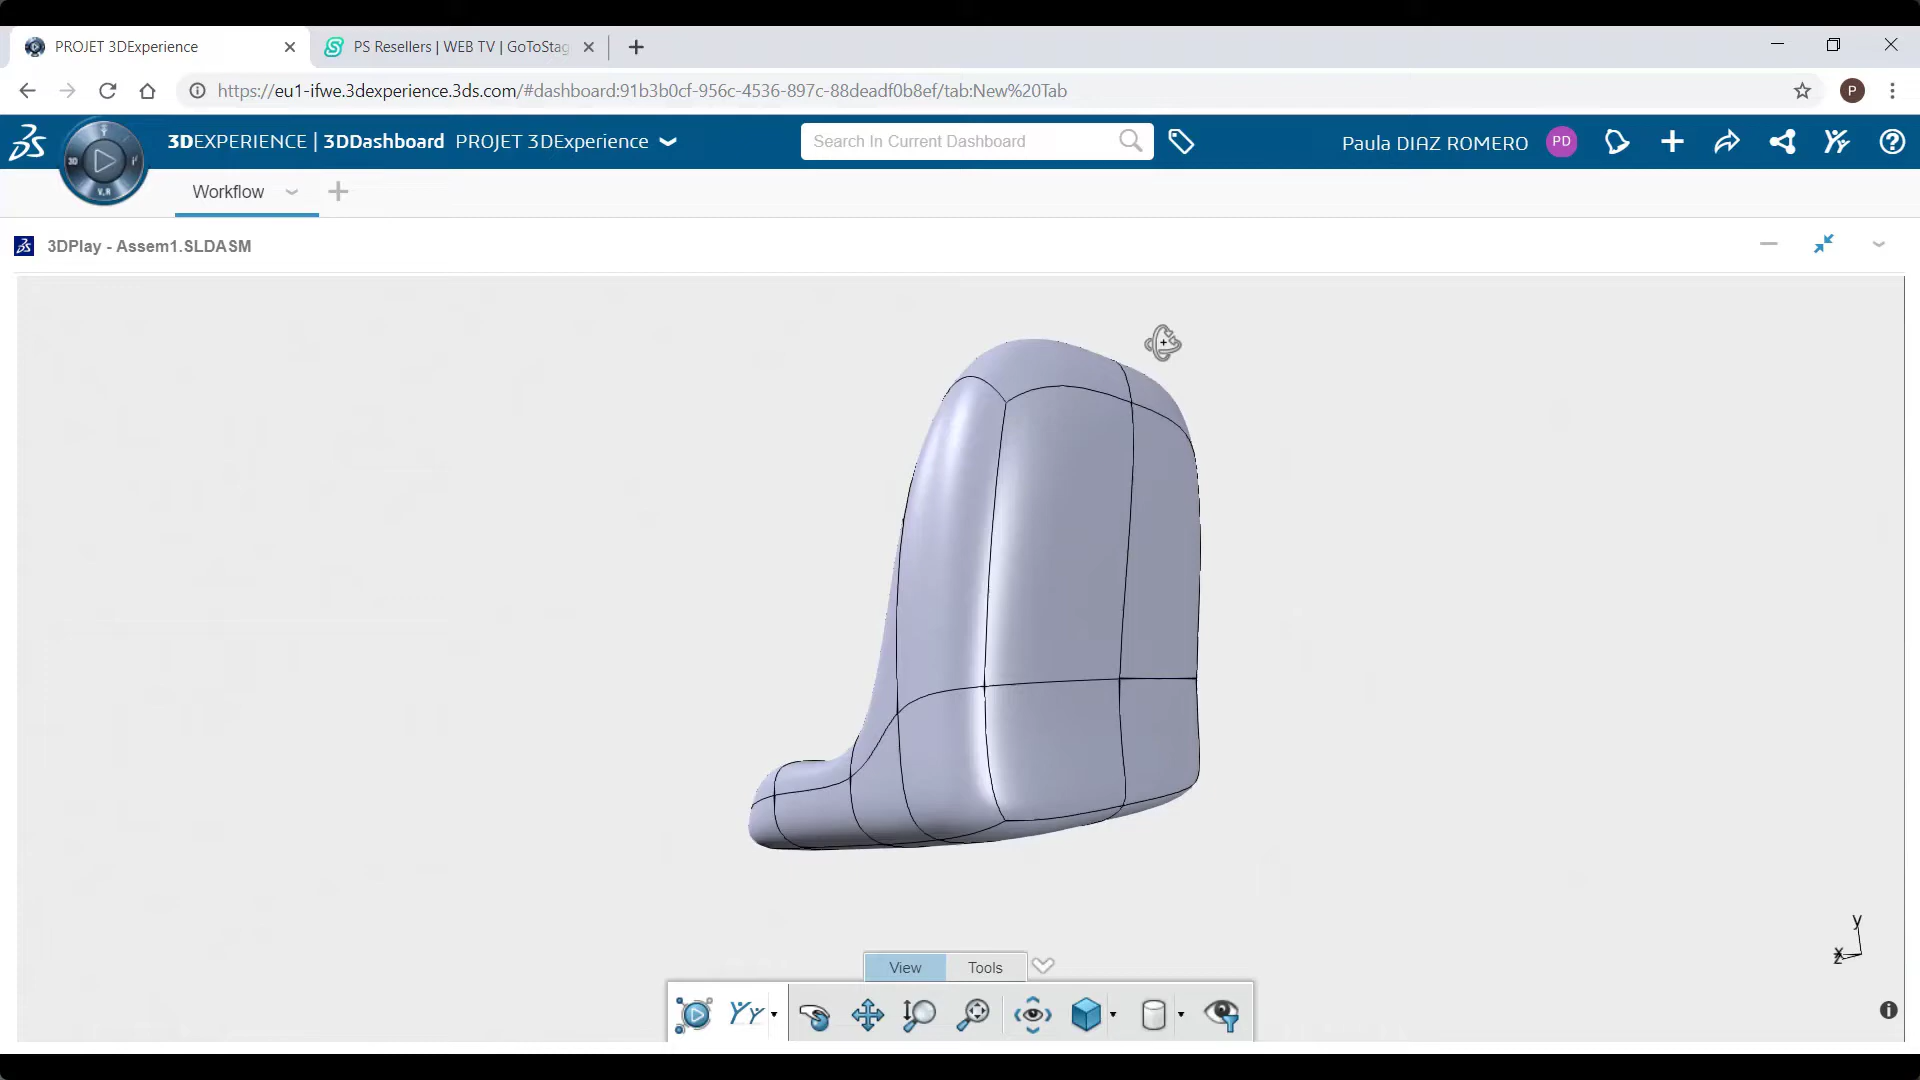 PROJET 3DExperience
PS Resellers | WEB TV | GoToStag
https://eu1-ifwe.3dexperience.3ds.com/#dashboard:91b3b0cf-956c-4536-897c-88deadf0b8ef/tab:New%20Tab
P
3DEXPERIENCE | 3DDashboard PROJET 3DExperience
Search In Current Dashboard
Paula DIAZ ROMERO
PD
3D
V.R
Workflow
3DPlay - Assem1.SLDASM
y
x
z
View
Tools